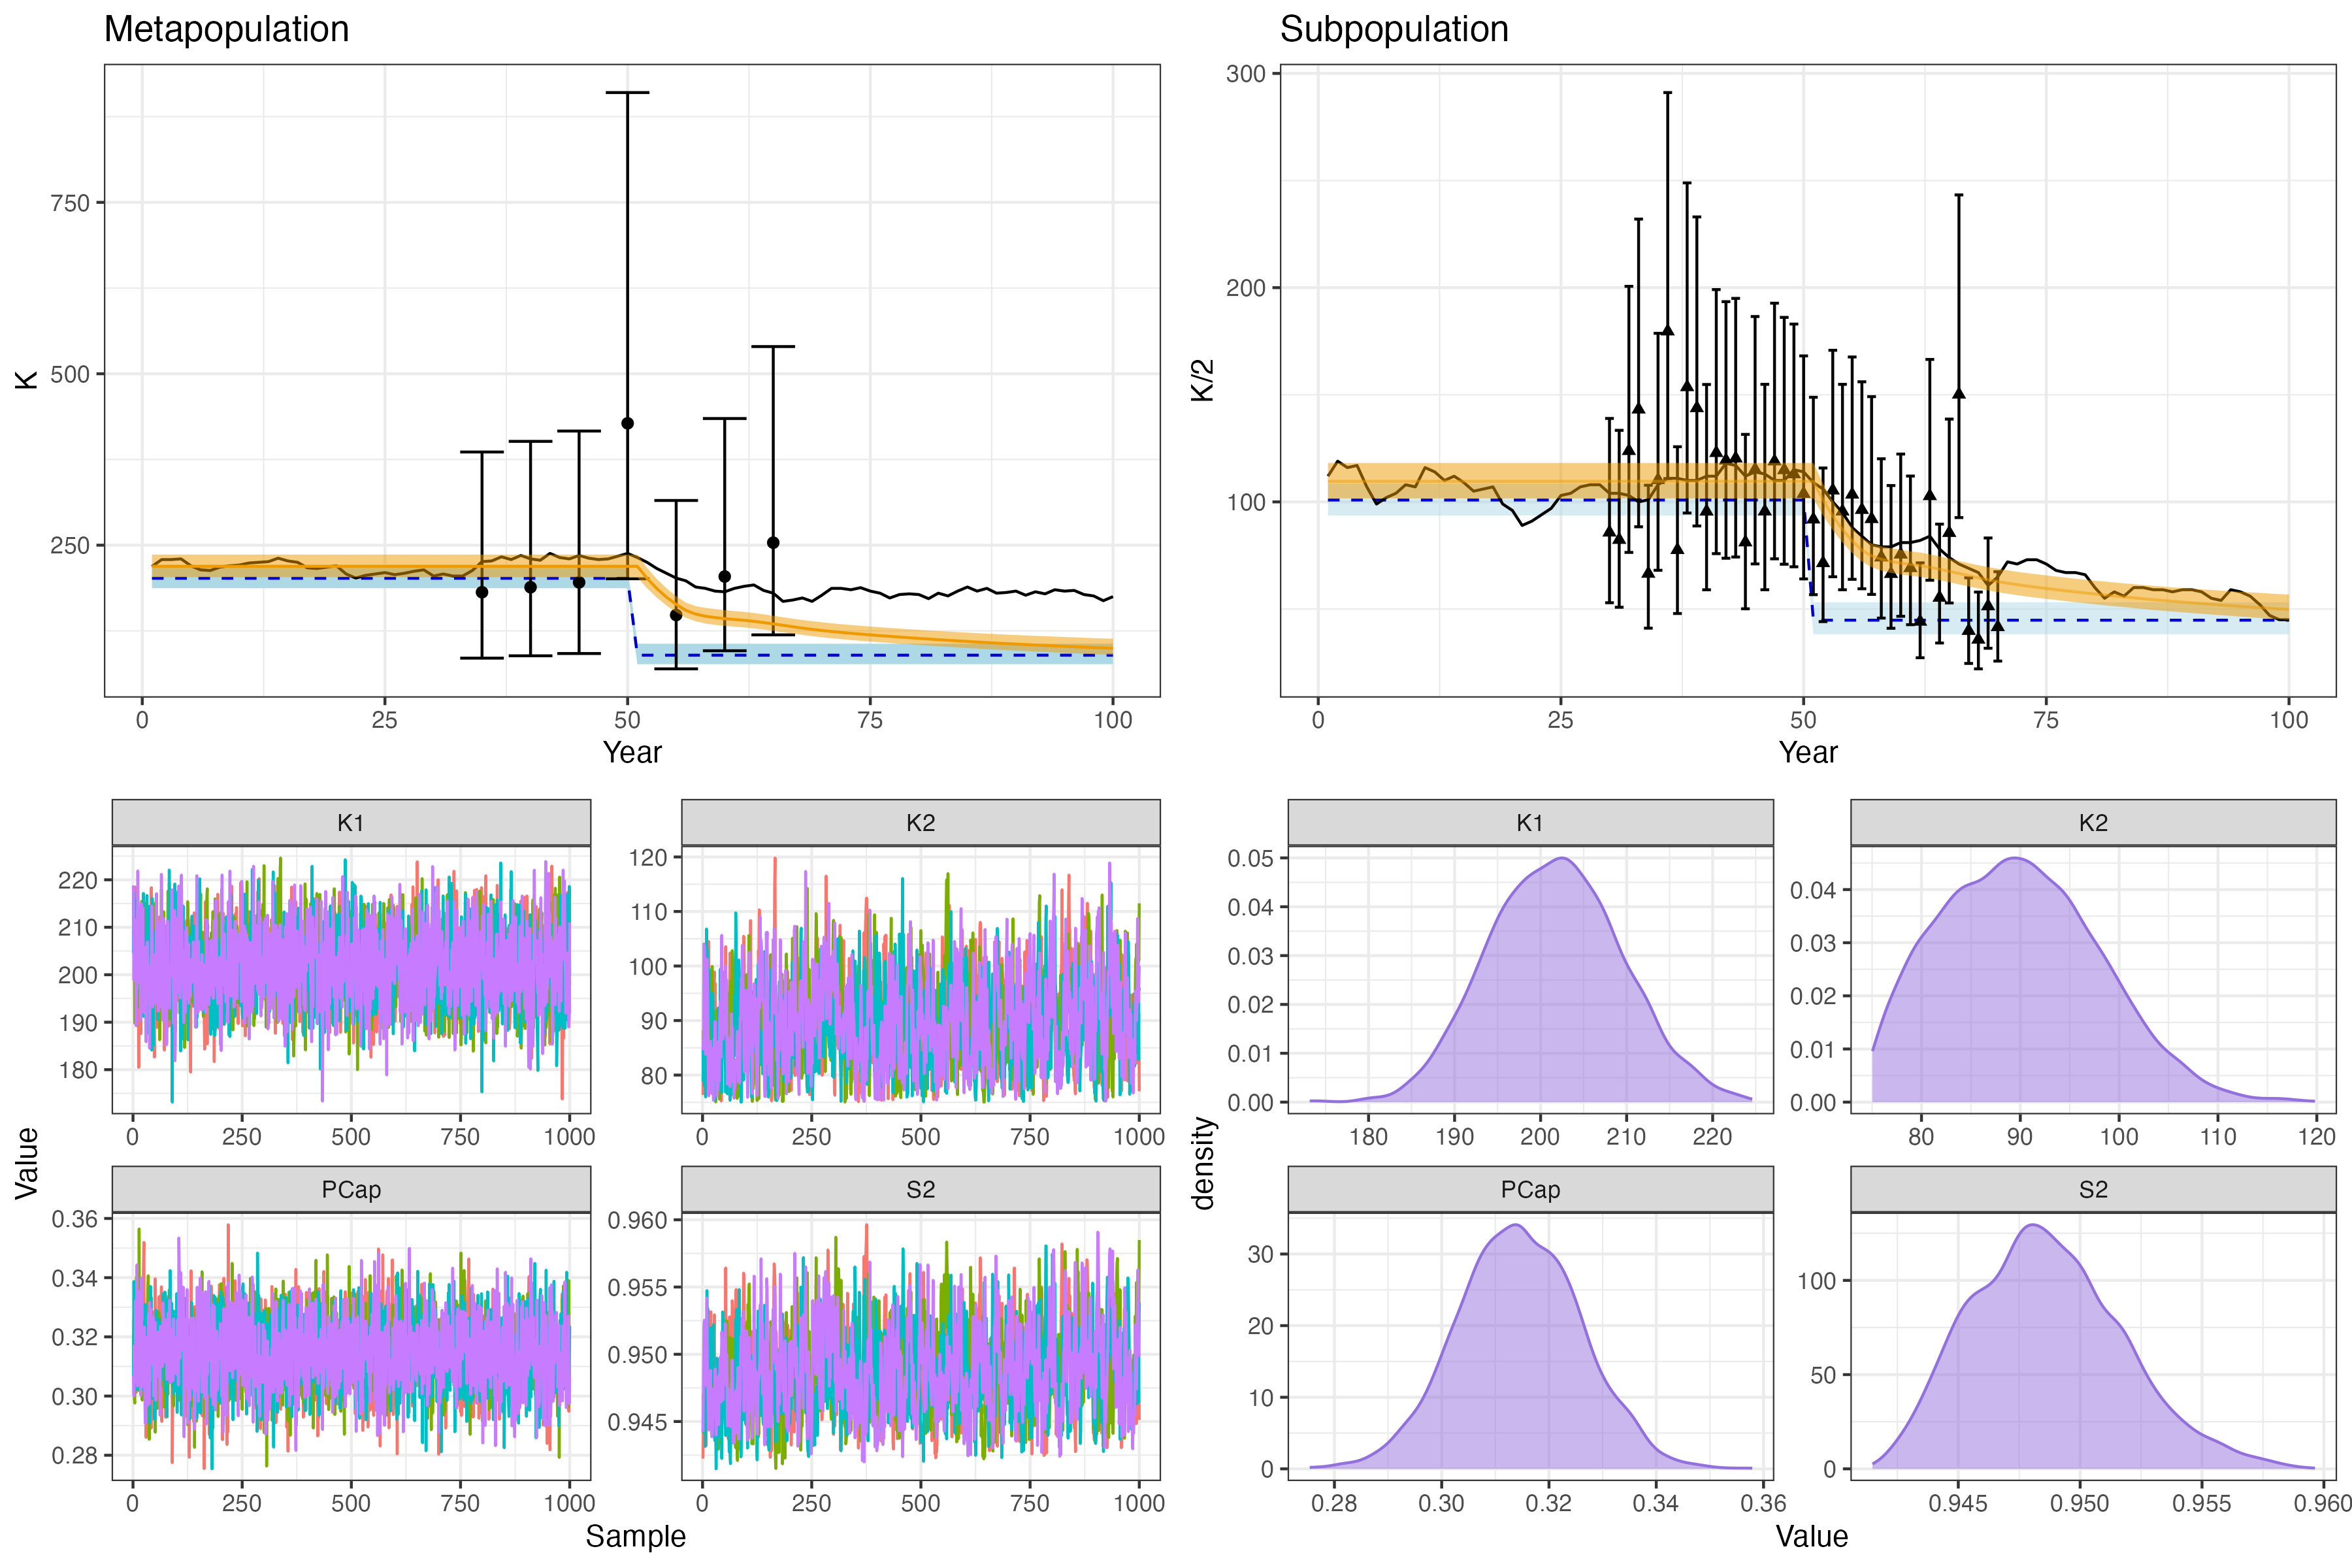 Metapopulation
K
750
500
250
0 25 50 75 100
Year
Subpopulation
K/2
300
200
100
0 25 50 75 100
Year
Value
K1
220
210
200
190
180
0 250 500 750 1000
K2
120
110
100
90
80
0 250 500 750 1000
PCap
0.36
0.34
0.32
0.30
0.28
0 250 500 750 1000
S2
0.960
0.955
0.950
0.945
0 250 500 750 1000
Sample
density
K1
0.05
0.04
0.03
0.02
0.01
0.00
180 190 200 210 220
K2
0.04
0.03
0.02
0.01
0.00
80 90 100 110 120
PCap
30
20
10
0
0.28 0.30 0.32 0.34 0.36
S2
100
50
0
0.945 0.950 0.955 0.960
Value